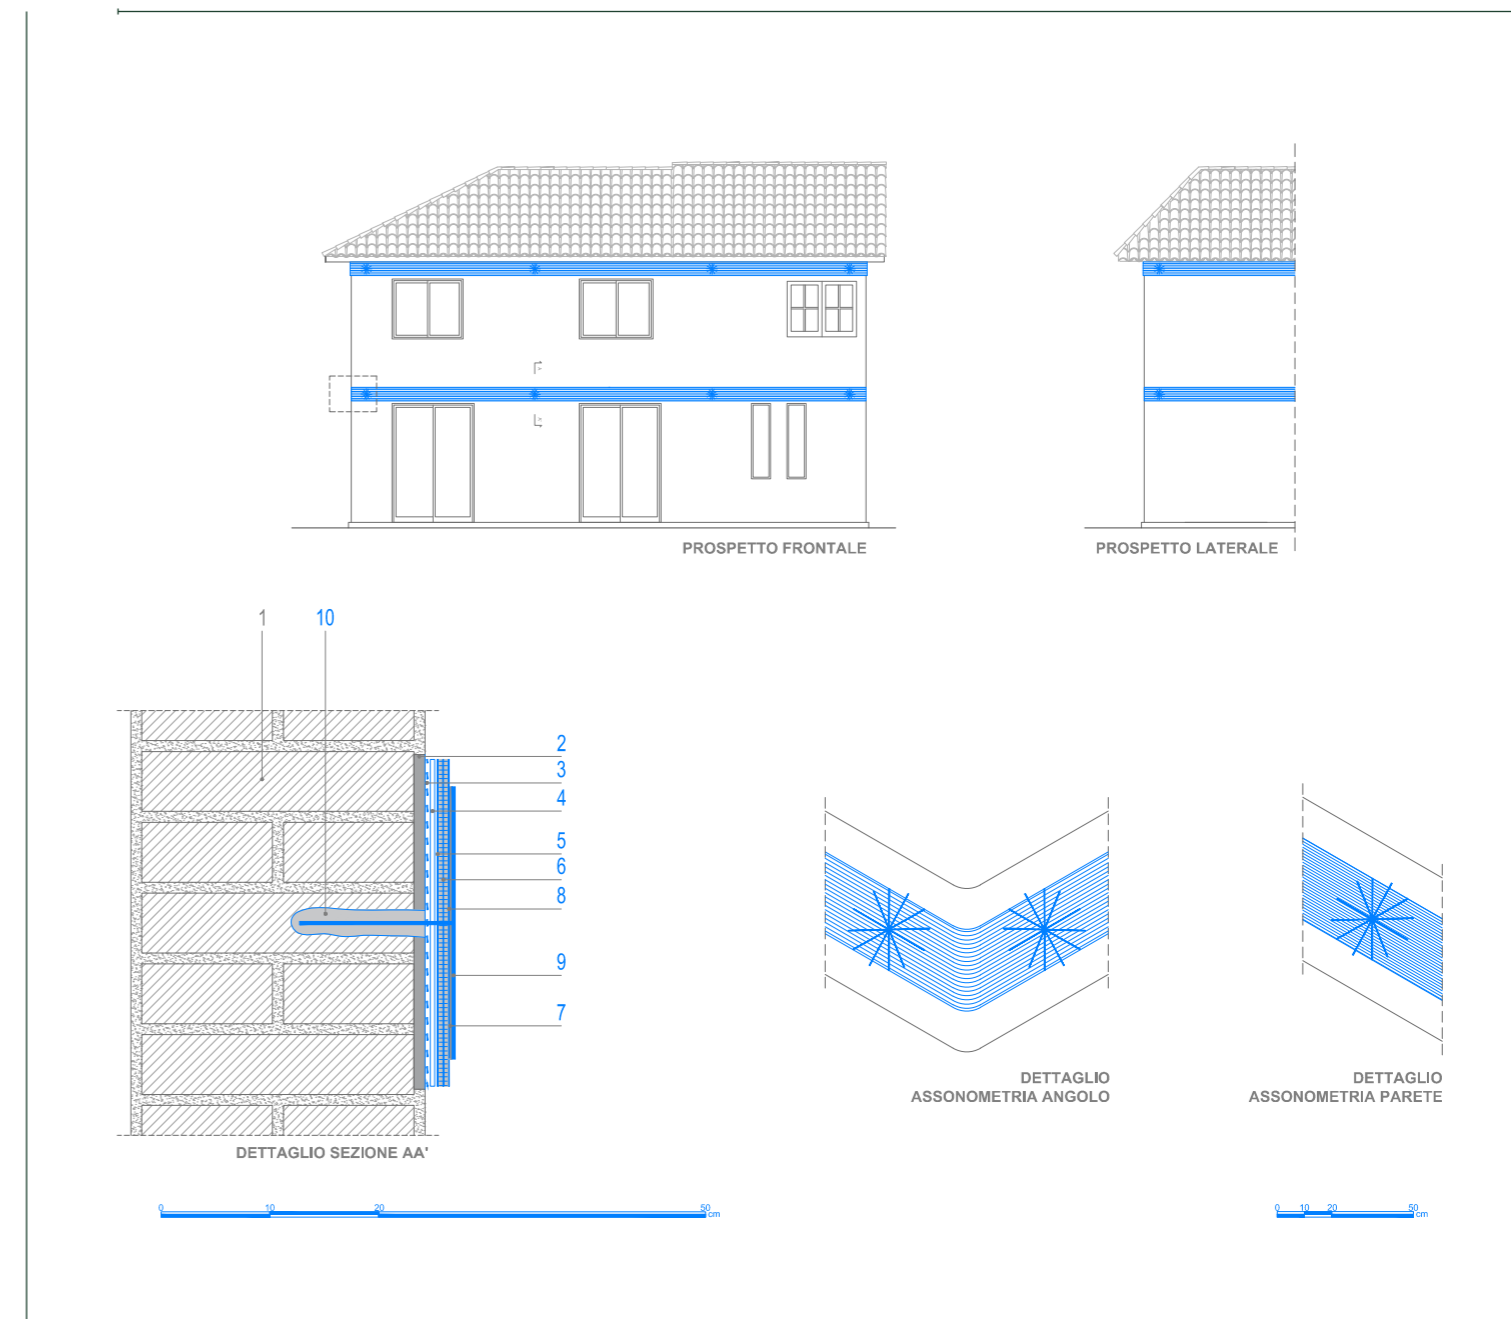 PROSPETTO FRONTALE
PROSPETTO LATERALE
1
10
2
3
4
5
6
8
9
7
DETTAGLIO
ASSONOMETRIA ANGOLO
DETTAGLIO
ASSONOMETRIA PARETE
DETTAGLIO SEZIONE AA'
0 10 20 50 cm
0 10 20 50 cm